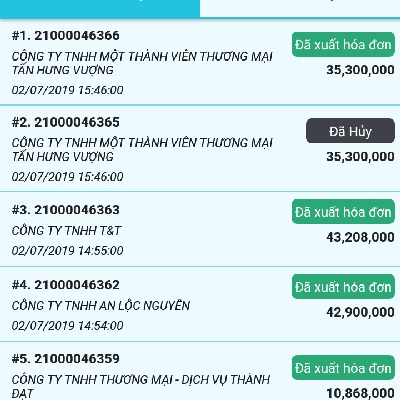 #1. 21000046366
Đã xuất hóa đơn
CÔNG TY TNHH MỘT THÀNH VIÊN THƯƠNG MẠI
TẤN HƯNG VƯỢNG
35,300,000
02/07/2019 15:46:00
#2. 21000046365
Đã Hủy
CÔNG TY TNHH MỘT THÀNH VIÊN THƯƠNG MẠI
TẤN HƯNG VƯỢNG
35,300,000
02/07/2019 15:46:00
#3. 21000046363
Đã xuất hóa đơn
CÔNG TY TNHH T&T
43,208,000
02/07/2019 14:55:00
#4. 21000046362
Đã xuất hóa đơn
CÔNG TY TNHH AN LỘC NGUYÊN
42,900,000
02/07/2019 14:54:00
#5. 21000046359
Đã xuất hóa đơn
CÔNG TY TNHH THƯƠNG MẠI - DỊCH VỤ THÀNH
ĐẠT
10,868,000